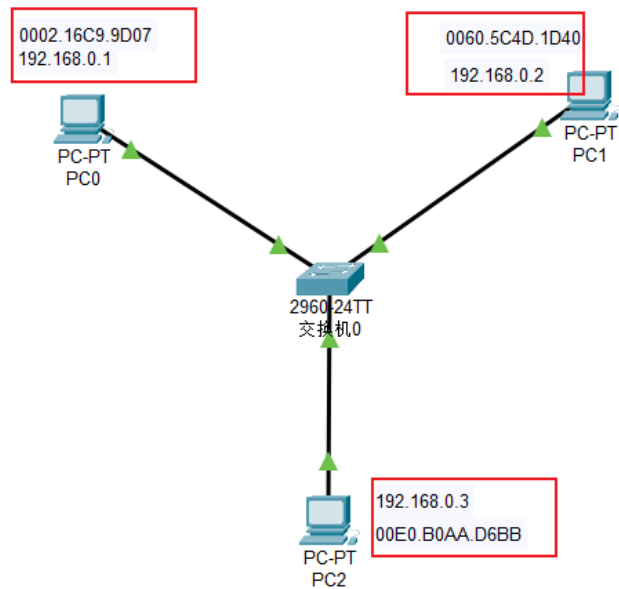 0002.16C9.9D07
192.168.0.1
PC-PT
PC0
0060.5C4D.1D40
192.168.0.2
PC-PT
PC1
2960-24TT
交换机0
192.168.0.3
00E0.B0AA.D6BB
PC-PT
PC2